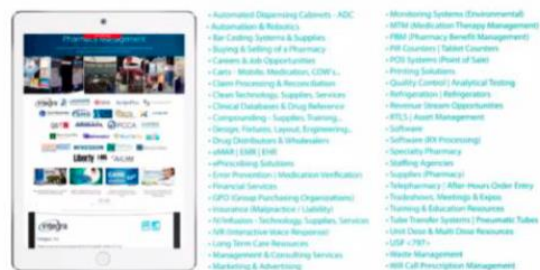 Pharmacy Management
integra
ARMADA
PCCA
Liberty
integra
• Automated Dispensing Cabinets - ADC
• Automation & Robotics
• Bar Coding Systems & Supplies
• Buying & Selling of a Pharmacy
• Careers & Job Opportunities
• Carts - Mobile, Medication, COW's..
• Claim Processing & Reconciliation
• Clean Technology, Supplies, Services
• Clinical Databases & Drug Reference
• Compounding - Supplies, Training,..
• Design, Fixtures, Layout, Engineering..
• Drug Distributors & Wholesalers
• eMAR | EMR | EHR
• ePrescribing Solutions
• Error Prevention | Medication Verification
• Financial Services
• GPO (Group Purchasing Organizations)
• Insurance (Malpractice / Liability)
• IV/Infusion - Technology, Supplies, Services
• IVR (Interactive Voice Response)
• Long Term Care Resources
• Management & Consulting Services
• Marketing & Advertising
• Monitoring Systems (Environmental)
• MTM (Medication Therapy Management)
• PBM (Pharmacy Benefit Management)
• Pill Counters | Tablet Counters
• POS Systems (Point of Sale)
• Printing Solutions
• Quality Control | Analytical Testing
• Refrigeration | Refrigerators
• Revenue Stream Opportunities
• RTLS | Asset Management
• Software
• Software (RX Processing)
• Specialty Pharmacy
• Staffing Agencies
• Supplies (Pharmacy)
• Telepharmacy | After-Hours Order Entry
• Tradeshows, Meetings & Expos
• Training & Education Resources
• Tube Transfer Systems | Pneumatic Tubes
• Unit Dose & Multi Dose Resources
• USP <797>
• Waste Management
• Will Call Prescription Management